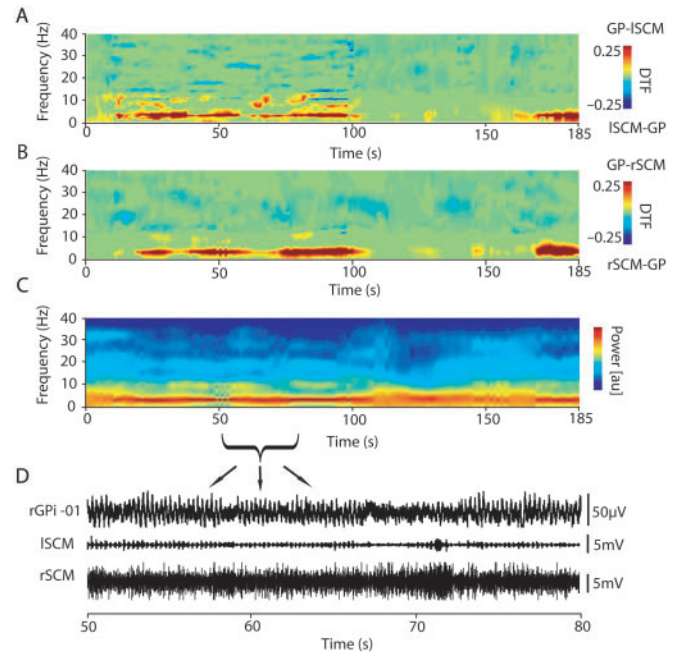 A
GP-lSCM
Frequency (Hz)
40
30
20
10
0
0
50
100
150
185
Time (s)
0.25
DTF
−0.25
lSCM-GP
B
GP-rSCM
Frequency (Hz)
40
30
20
10
0
0
50
100
150
185
Time (s)
0.25
DTF
−0.25
rSCM-GP
C
Frequency (Hz)
40
30
20
10
0
0
50
100
150
185
Time (s)
Power [au]
D
rGPi -01
50µV
lSCM
5mV
rSCM
5mV
50
60
70
80
Time (s)